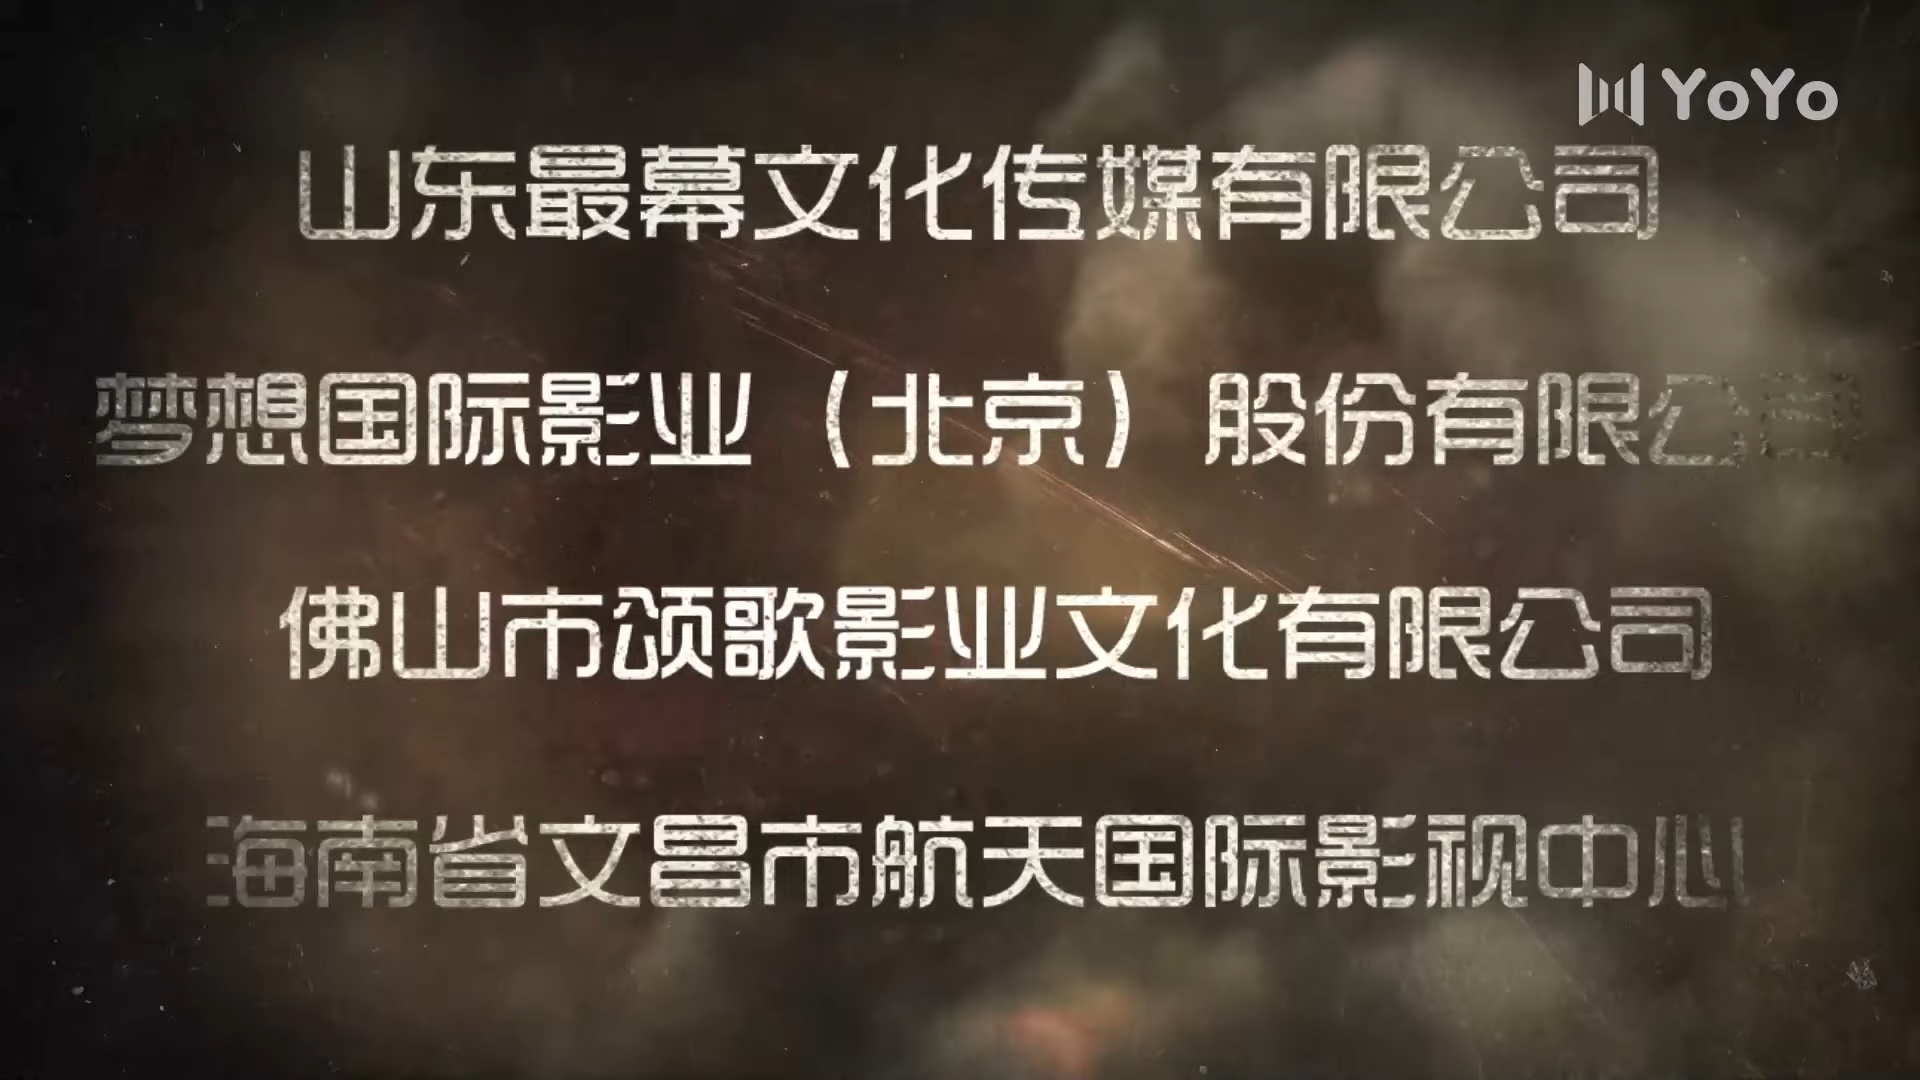 YoYo
山东最幕文化传媒有限公司
梦想国际影业（北京）股份有限公司
佛山市颂歌影业文化有限公司
海南省文昌市航天国际影视中心